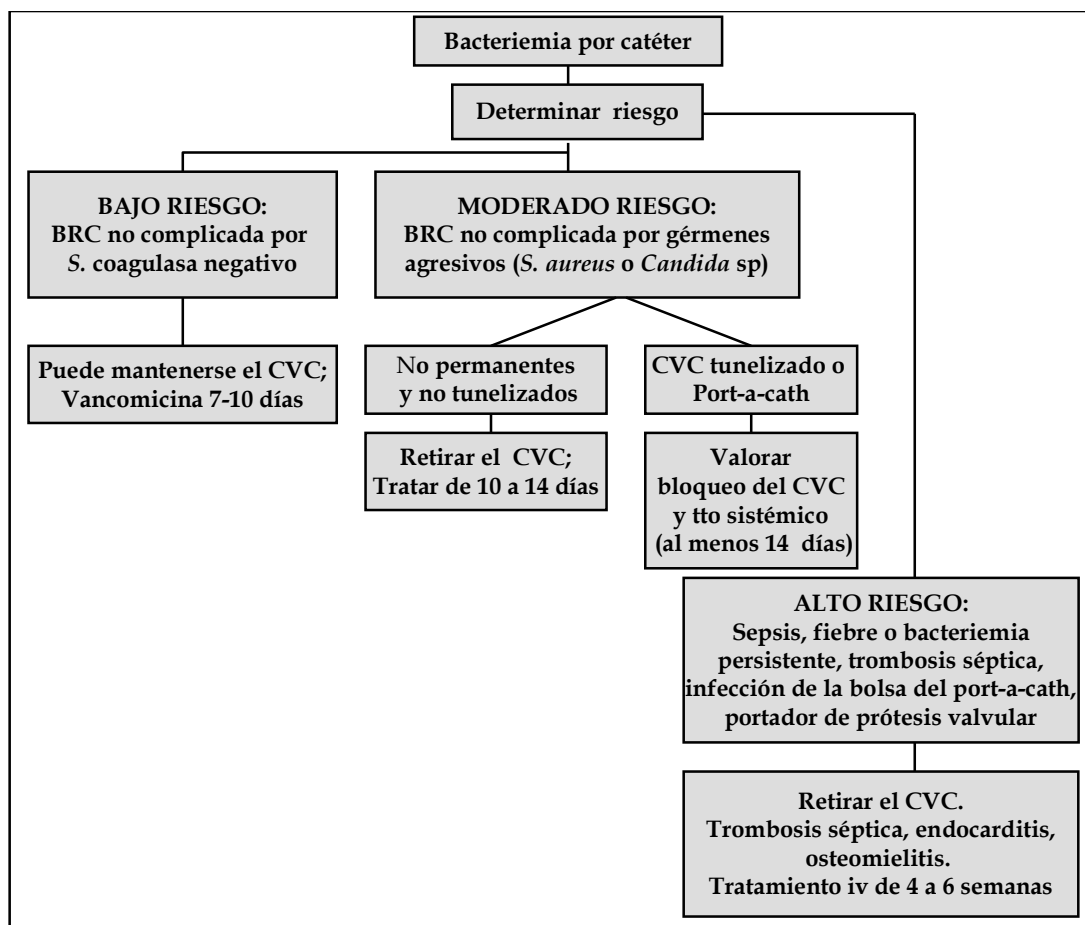 Bacteriemia por catéter
Determinar riesgo
BAJO RIESGO:
BRC no complicada por
S. coagulasa negativo
MODERADO RIESGO:
BRC no complicada por gérmenes
agresivos (S. aureus o Candida sp)
Puede mantenerse el CVC;
Vancomicina 7-10 días
No permanentes
y no tunelizados
CVC tunelizado o
Port-a-cath
Retirar el CVC;
Tratar de 10 a 14 días
Valorar
bloqueo del CVC
y tto sistémico
(al menos 14 días)
ALTO RIESGO:
Sepsis, fiebre o bacteriemia
persistente, trombosis séptica,
infección de la bolsa del port-a-cath,
portador de prótesis valvular
Retirar el CVC.
Trombosis séptica, endocarditis,
osteomielitis.
Tratamiento iv de 4 a 6 semanas